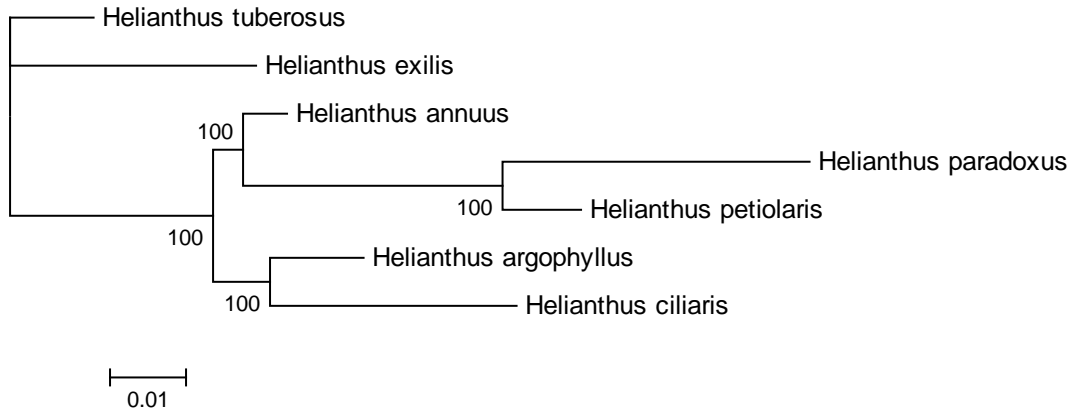 Helianthus tuberosus
Helianthus exilis
Helianthus annuus
100
Helianthus paradoxus
100
Helianthus petiolaris
100
Helianthus argophyllus
100
Helianthus ciliaris
0.01